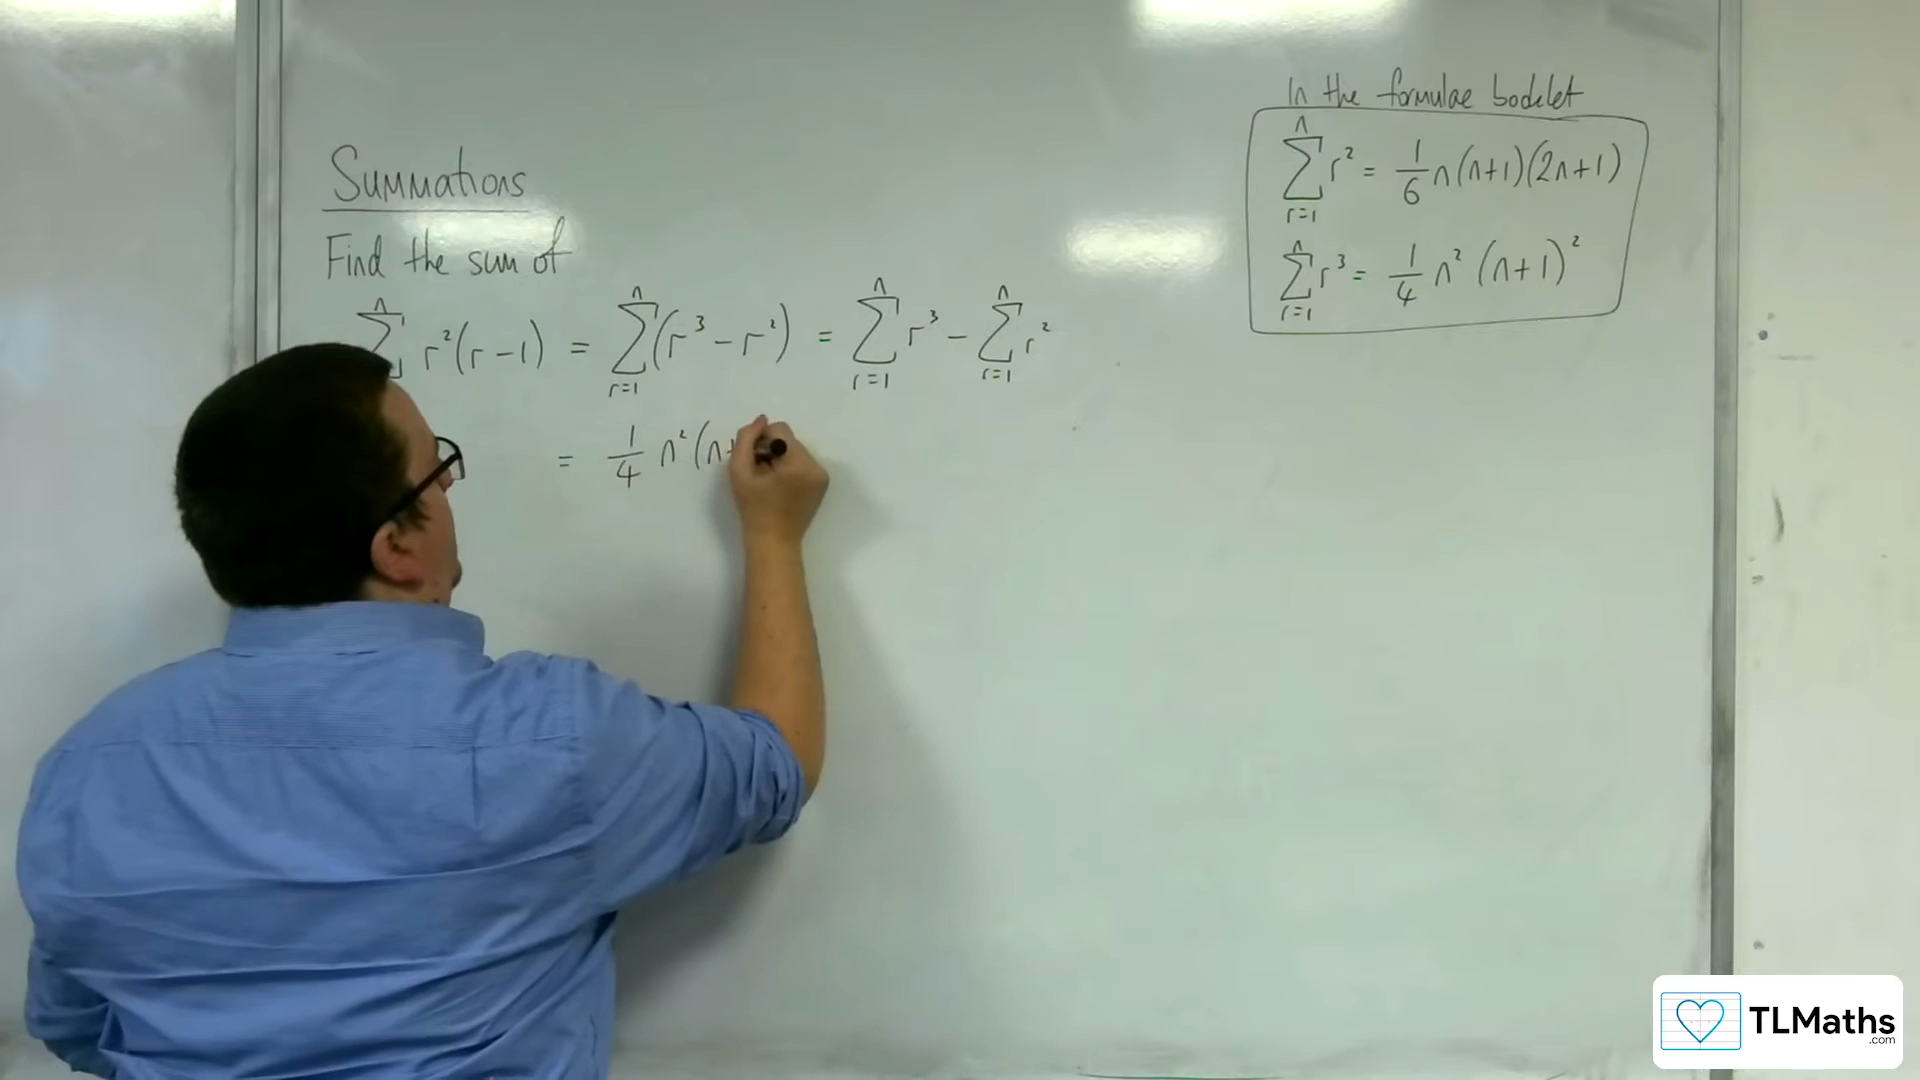 In the formulae booklet
n
∑ r² = 1/6 n(n+1)(2n+1)
r=1
n
∑ r³ = 1/4 n² (n+1)²
r=1
Summations
Find the sum of
n n n n
∑ r²(r-1) = ∑ (r³ - r²) = ∑ r³ - ∑ r²
r=1 r=1 r=1
= 1/4 n² (n+
TLMaths
.com